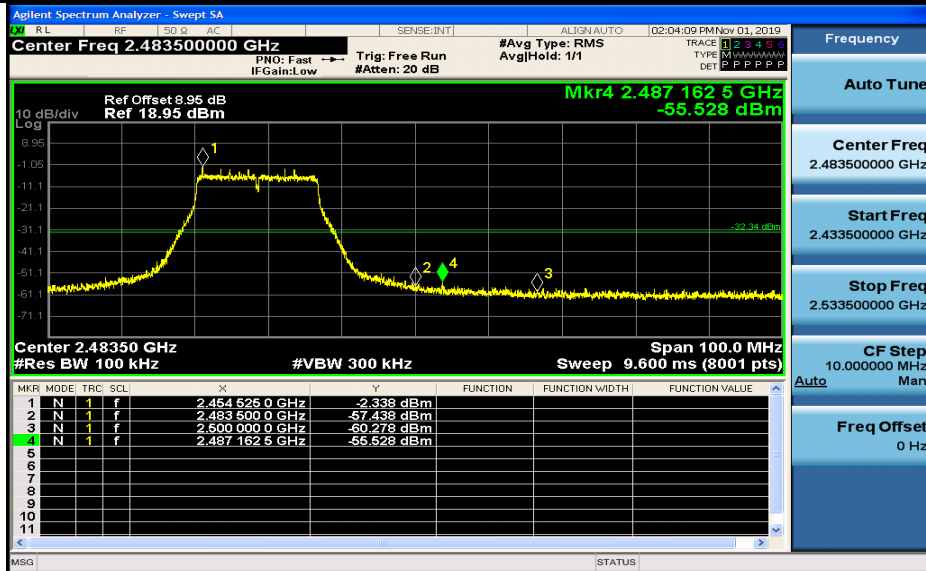 Agilent Spectrum Analyzer - Swept SA
LXI RL RF 50 Ω AC SENSE:INT ALIGN AUTO 02:04:09 PM Nov 01, 2019
Center Freq 2.483500000 GHz
PNO: Fast
IFGain:Low
Trig: Free Run
#Atten: 20 dB
#Avg Type: RMS
Avg|Hold: 1/1
TRACE 1 2 3 4 5 6
TYPE M W W W W W
DET P P P P P P
Mkr4 2.487 162 5 GHz
-55.528 dBm
Ref Offset 8.95 dB
10 dB/div Ref 18.95 dBm
Log
8.95
-1.05
-11.1
-21.1
-31.1
-41.1
-51.1
-61.1
-71.1
1
2
4
3
-32.34 dBm
Center 2.48350 GHz Span 100.0 MHz
#Res BW 100 kHz #VBW 300 kHz Sweep 9.600 ms (8001 pts)
MKR MODE TRC SCL X Y FUNCTION FUNCTION WIDTH FUNCTION VALUE
1 N 1 f 2.454 525 0 GHz -2.338 dBm
2 N 1 f 2.483 500 0 GHz -57.438 dBm
3 N 1 f 2.500 000 0 GHz -60.278 dBm
4 N 1 f 2.487 162 5 GHz -55.528 dBm
5
6
7
8
9
10
11
MSG STATUS
Frequency
Auto Tune
Center Freq
2.483500000 GHz
Start Freq
2.433500000 GHz
Stop Freq
2.533500000 GHz
CF Step
10.000000 MHz
Auto Man
Freq Offset
0 Hz